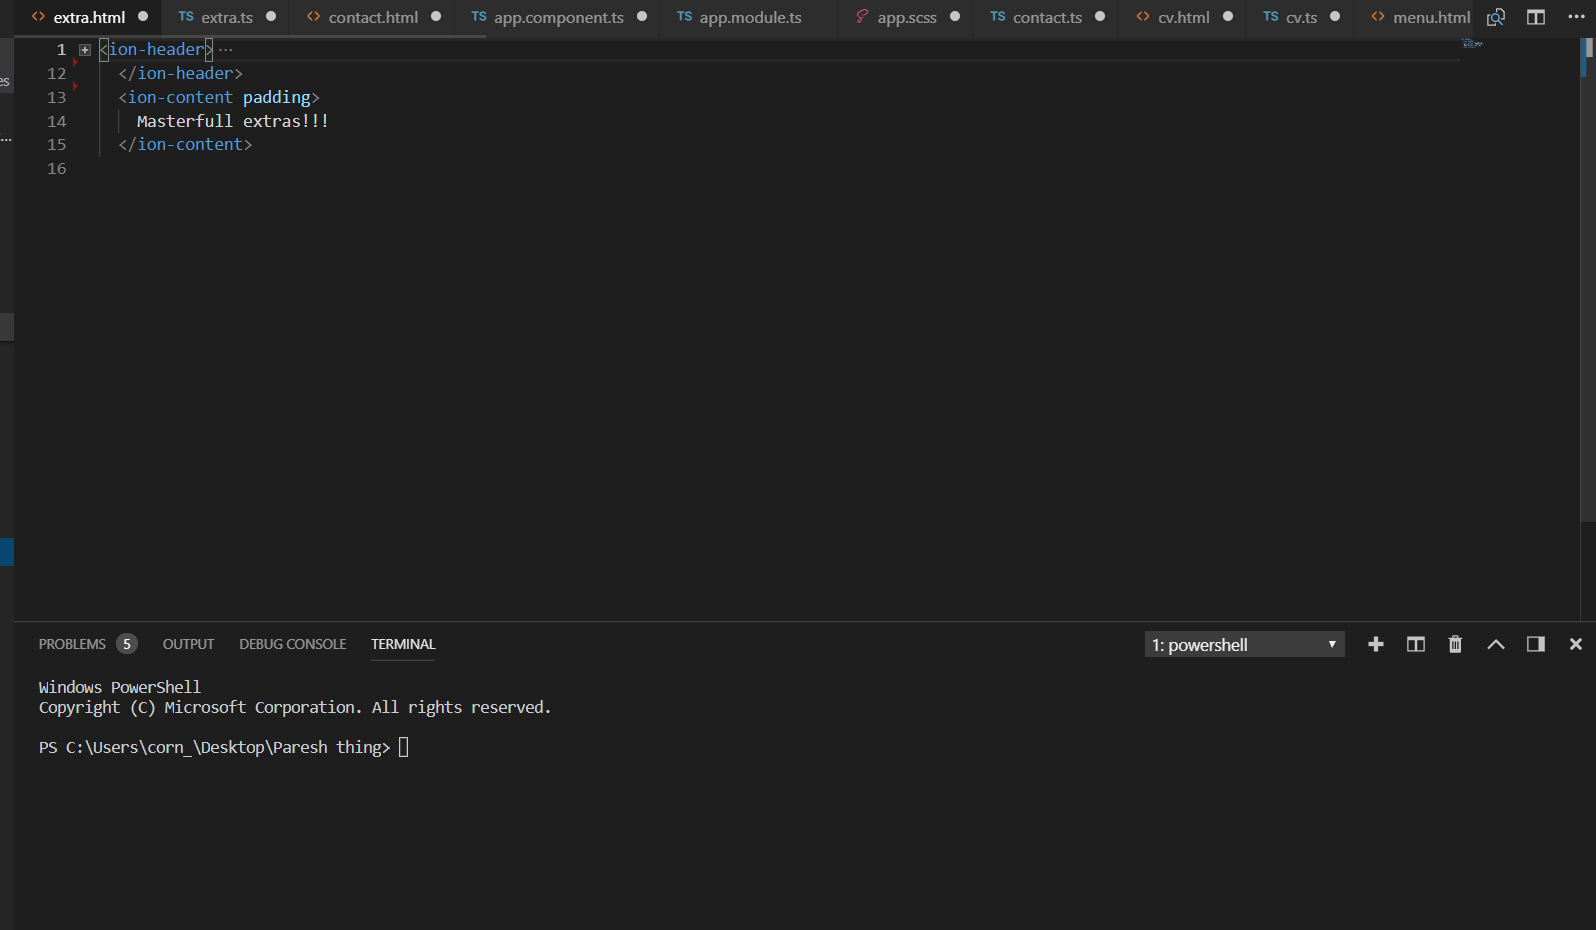 <> extra.html ● TS extra.ts ● <> contact.html ● TS app.component.ts ● TS app.module.ts app.scss ● TS contact.ts ● <> cv.html ● TS cv.ts ● <> menu.html ...
1 <ion-header> ...
12 </ion-header>
es
13 <ion-content padding>
14 Masterfull extras!!!
...
15 </ion-content>
16
PROBLEMS 5 OUTPUT DEBUG CONSOLE TERMINAL 1: powershell
Windows PowerShell
Copyright (C) Microsoft Corporation. All rights reserved.
PS C:\Users\corn_\Desktop\Paresh thing>